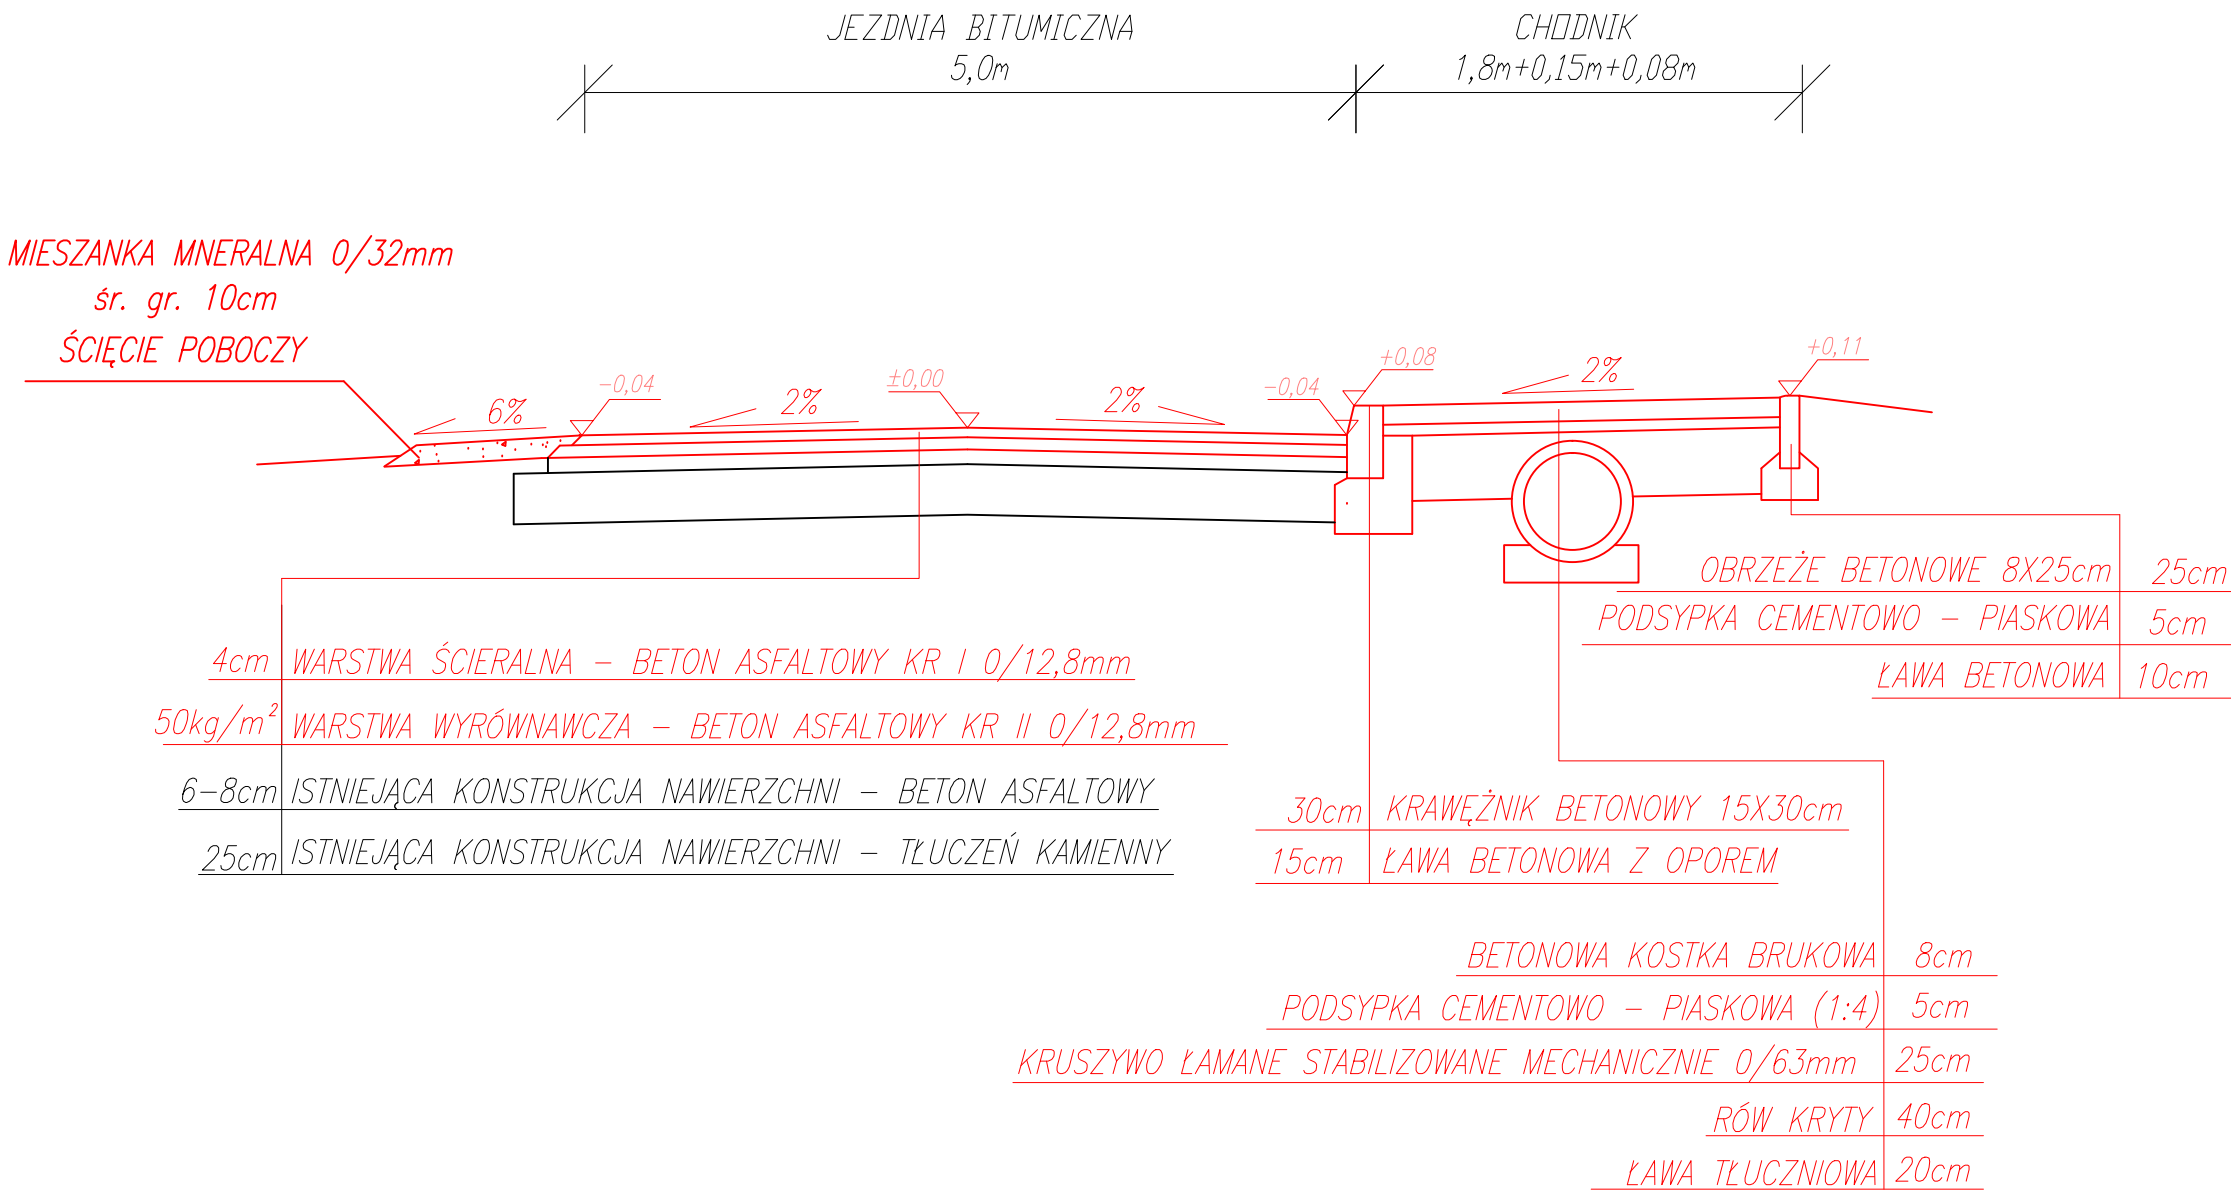 JEZDNIA BITUMICZNA
5,0m
CHODNIK
1,8m+0,15m+0,08m
MIESZANKA MNERALNA 0/32mm
śr. gr. 10cm
ŚCIĘCIE POBOCZY
6%
-0,04
2%
±0,00
2%
-0,04
+0,08
2%
+0,11
OBRZEŻE BETONOWE 8X25cm 25cm
PODSYPKA CEMENTOWO - PIASKOWA 5cm
ŁAWA BETONOWA 10cm
4cm WARSTWA ŚCIERALNA - BETON ASFALTOWY KR I 0/12,8mm
50kg/m² WARSTWA WYRÓWNAWCZA - BETON ASFALTOWY KR II 0/12,8mm
6-8cm ISTNIEJĄCA KONSTRUKCJA NAWIERZCHNI - BETON ASFALTOWY
25cm ISTNIEJĄCA KONSTRUKCJA NAWIERZCHNI - TŁUCZEŃ KAMIENNY
30cm KRAWĘŻNIK BETONOWY 15X30cm
15cm ŁAWA BETONOWA Z OPOREM
BETONOWA KOSTKA BRUKOWA 8cm
PODSYPKA CEMENTOWO - PIASKOWA (1:4) 5cm
KRUSZYWO ŁAMANE STABILIZOWANE MECHANICZNIE 0/63mm 25cm
RÓW KRYTY 40cm
ŁAWA TŁUCZNIOWA 20cm